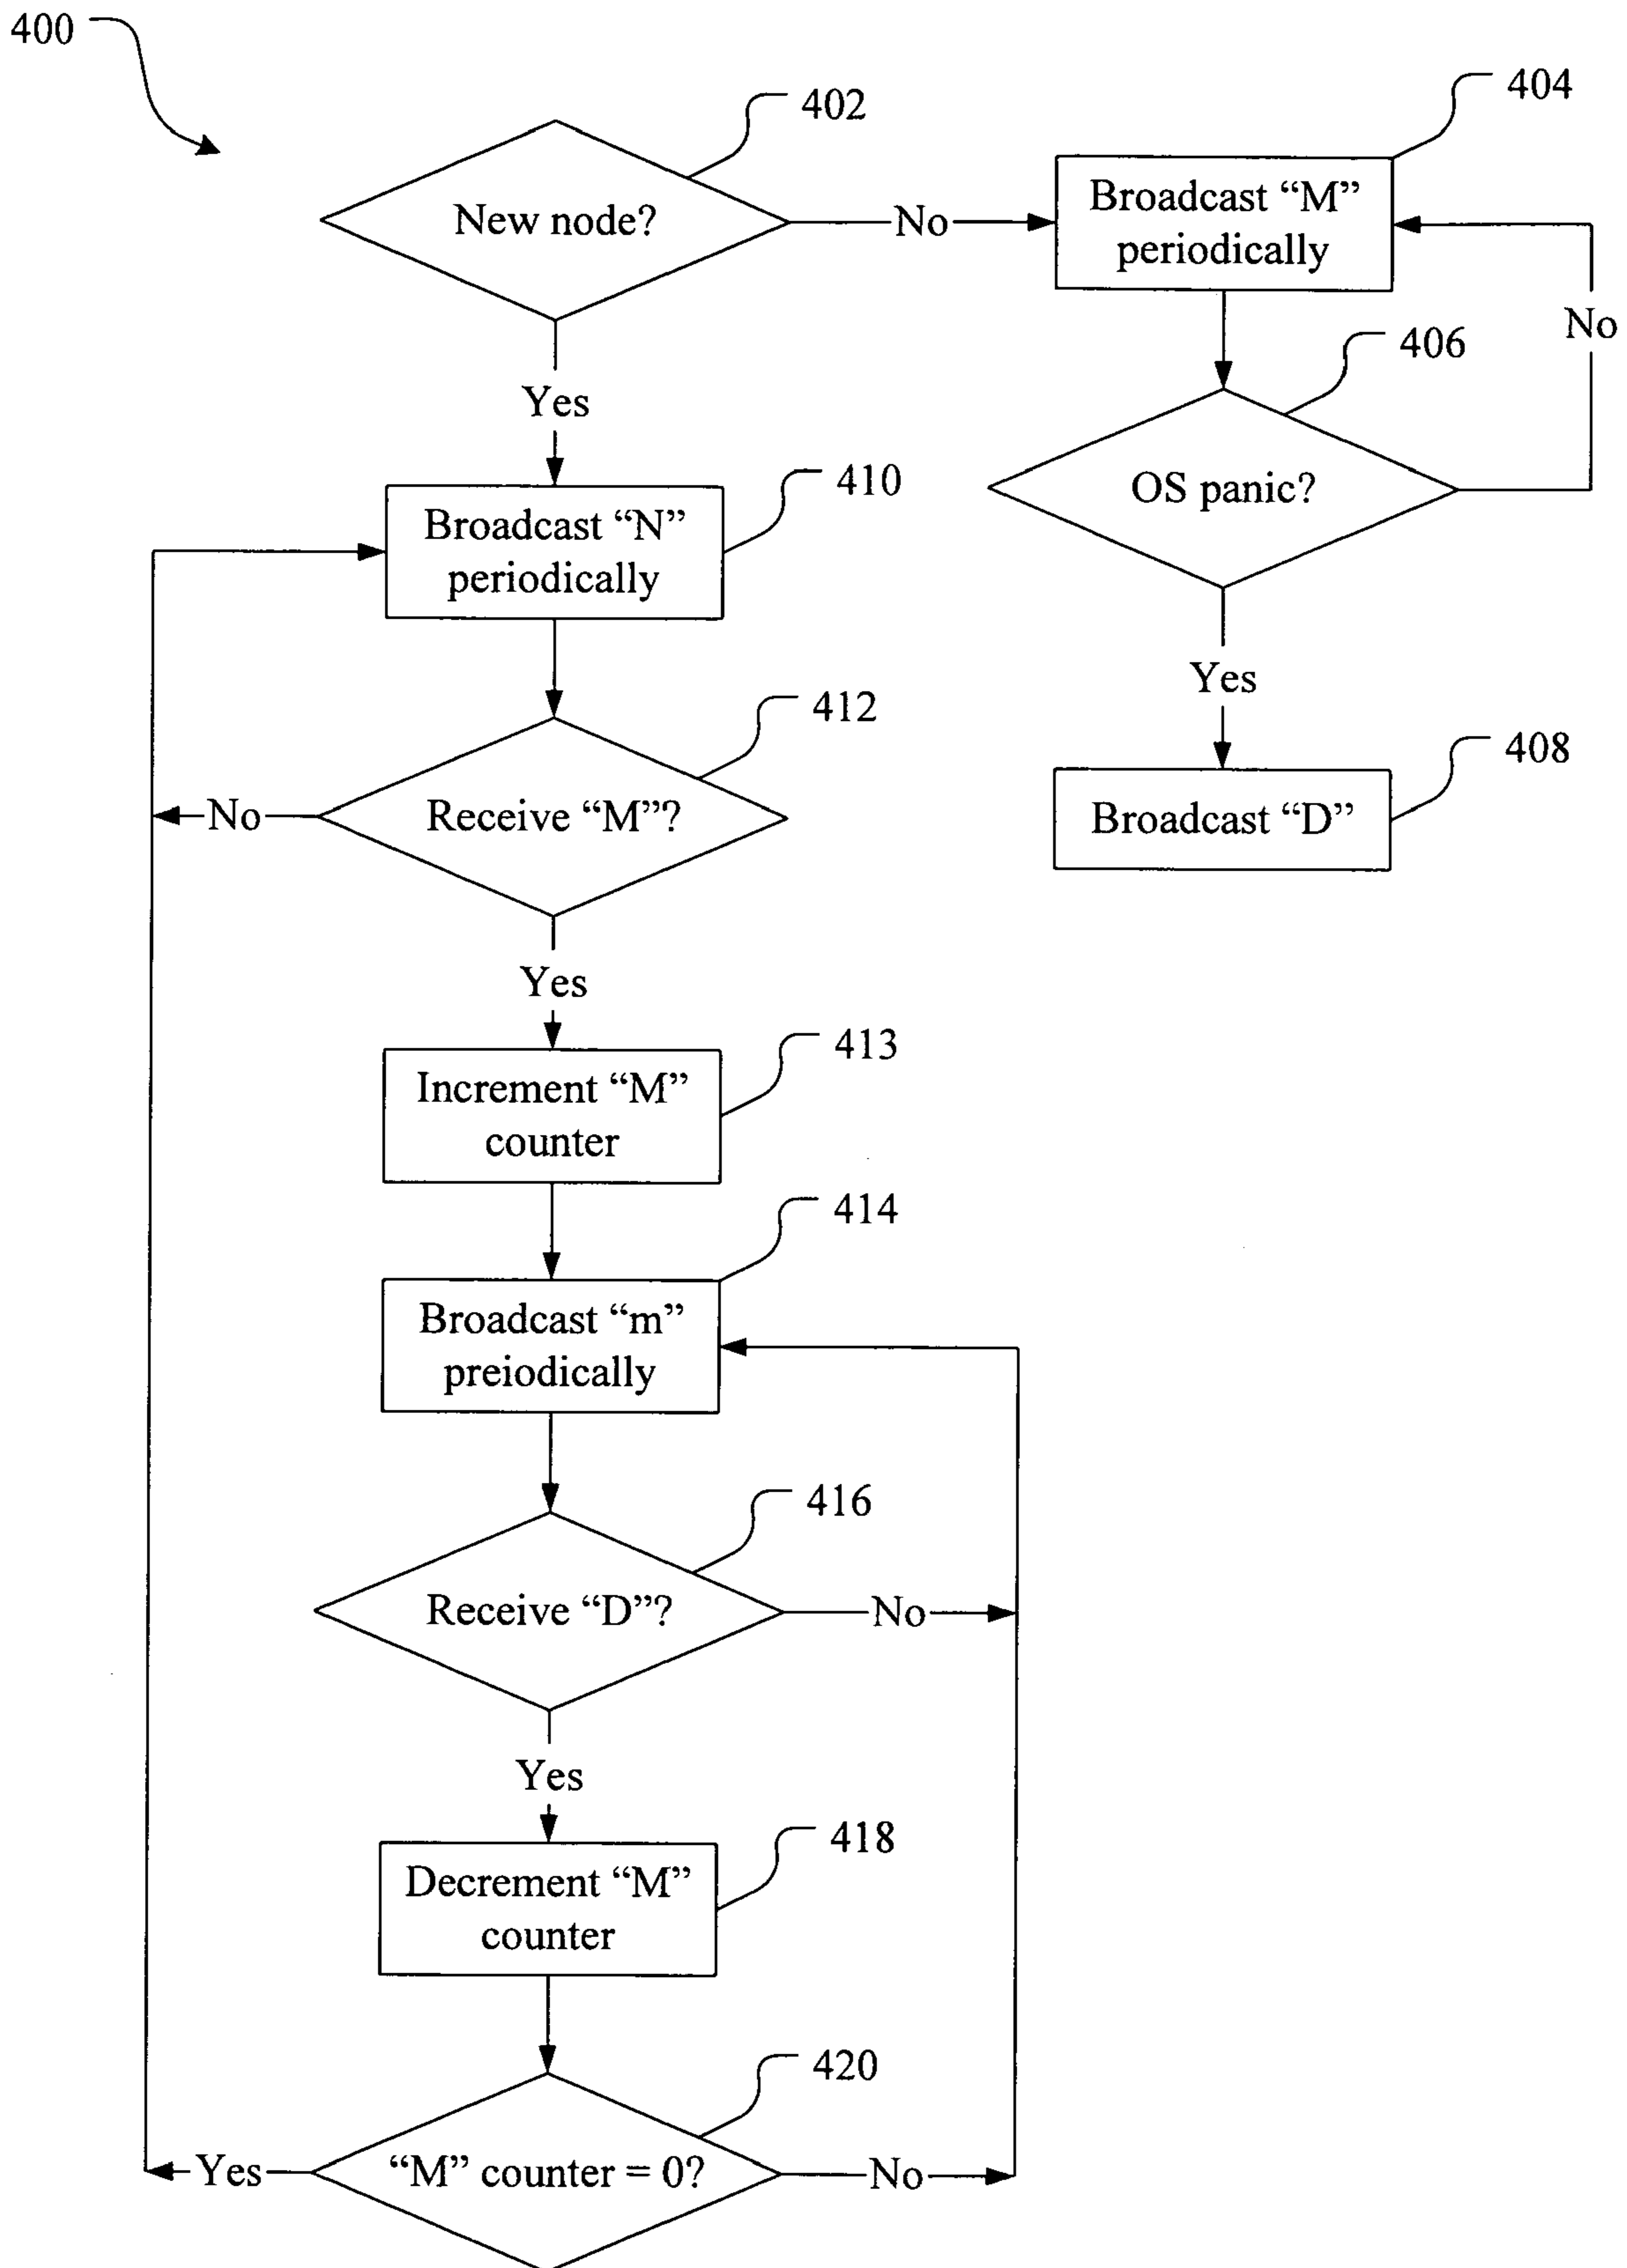 400
402
404
New node?
No
Broadcast “M”
periodically
No
406
Yes
OS panic?
410
Broadcast “N”
periodically
Yes
412
408
Broadcast “D”
No
Receive “M”?
Yes
413
Increment “M”
counter
414
Broadcast “m”
preiodically
416
Receive “D”?
No
Yes
418
Decrement “M”
counter
420
Yes
“M” counter = 0?
No